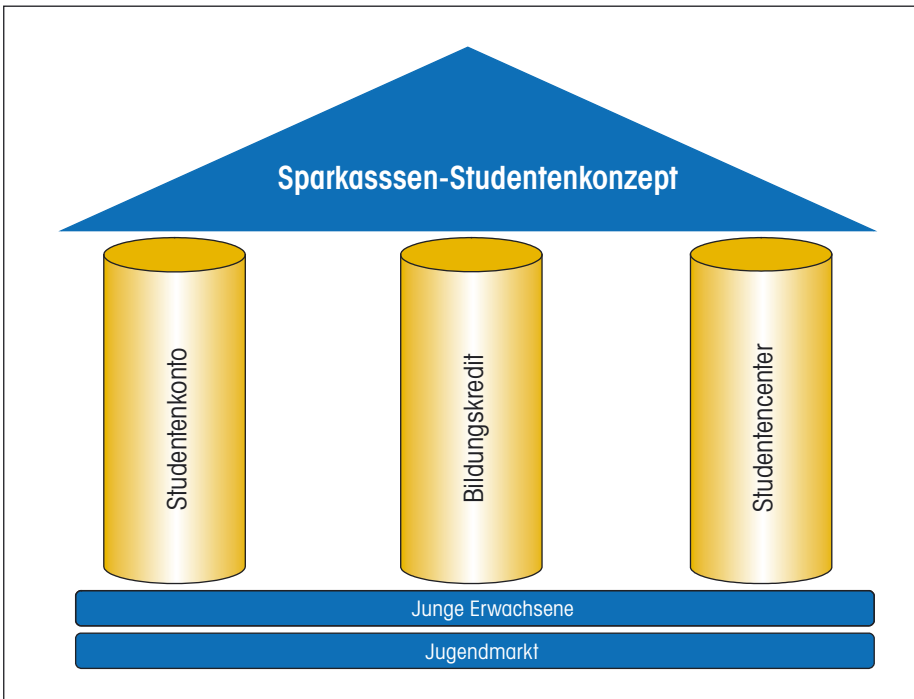 Sparkasssen-Studentenkonzept
Studentenkonto
Bildungskredit
Studentencenter
Junge Erwachsene
Jugendmarkt